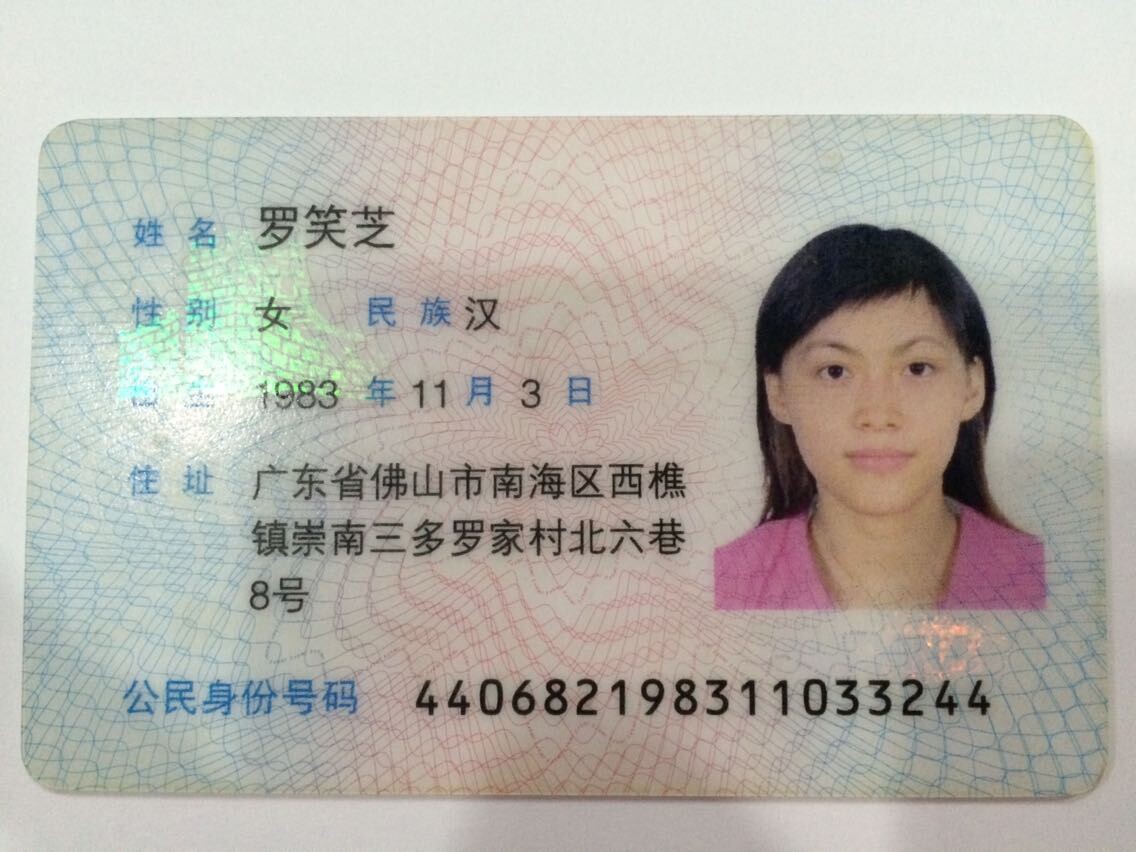 姓名 罗笑芝
性别 女 民族 汉
出生 1983 年 11 月 3 日
住址 广东省佛山市南海区西樵
镇崇南三多罗家村北六巷
8号
公民身份号码 440682198311033244